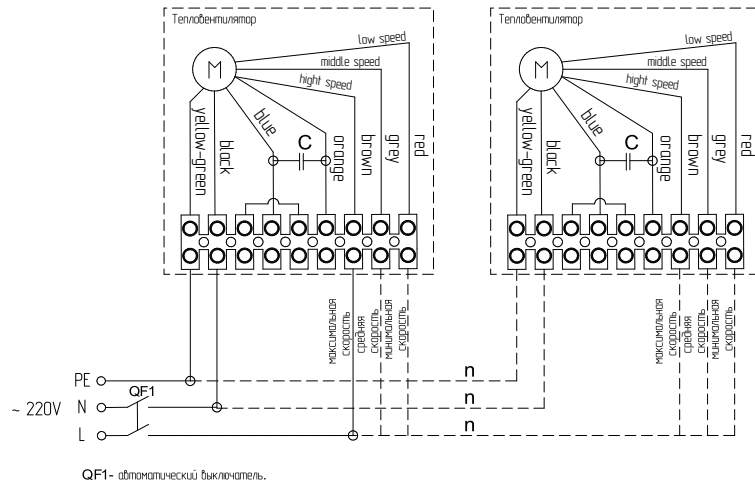 Тепловентилятор
M
low speed
middle speed
hight speed
yellow-green
black
blue
C
orange
brown
grey
red
максимальная
скорость
средняя
скорость
минимальная
скорость
Тепловентилятор
M
low speed
middle speed
hight speed
yellow-green
black
blue
C
orange
brown
grey
red
максимальная
скорость
средняя
скорость
минимальная
скорость
PE
n
~ 220V
N
QF1
n
L
n
QF1- автоматический выключатель.